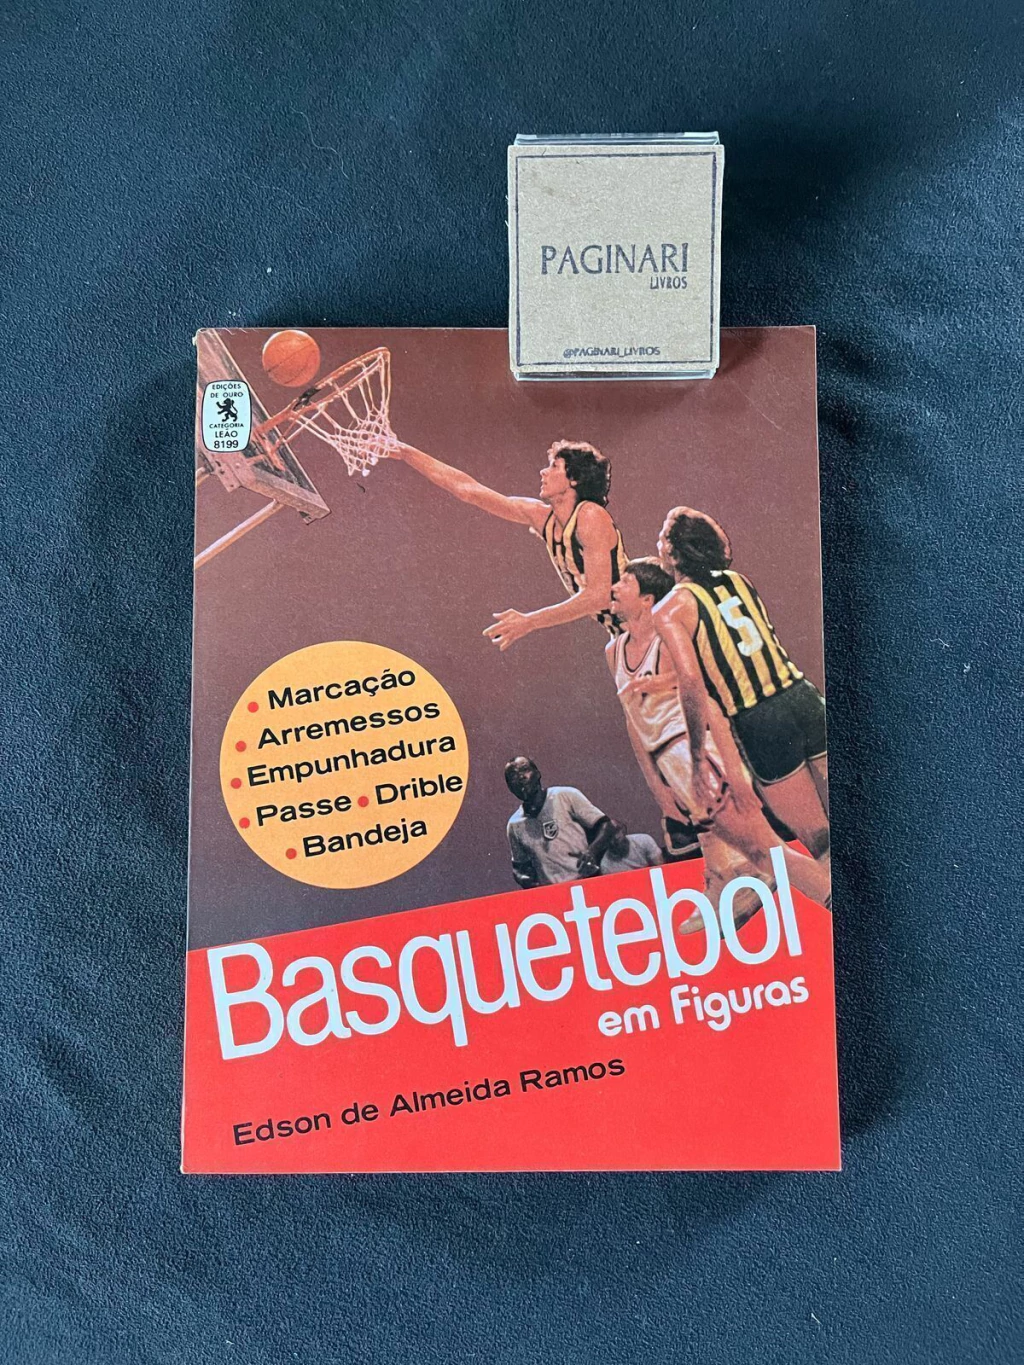 PAGINARI
LIVROS
@PAGINARI_LIVROS
EDIÇÕES
DE OURO
CATEGORIA
LEÃO
8199
5
• Marcação
• Arremessos
• Empunhadura
• Passe • Drible
• Bandeja
Basquetebol
em Figuras
Edson de Almeida Ramos